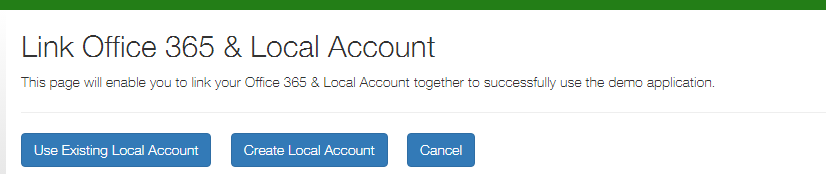 Link Office 365 & Local Account
This page will enable you to link your Office 365 & Local Account together to successfully use the demo application.
Use Existing Local Account
Create Local Account
Cancel